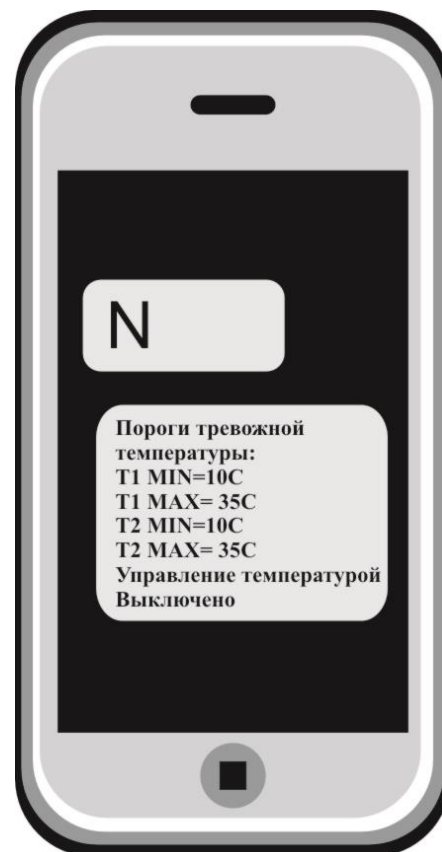 N
Пороги тревожной
температуры:
T1 MIN=10C
T1 MAX= 35C
T2 MIN=10C
T2 MAX= 35C
Управление температурой
Выключено